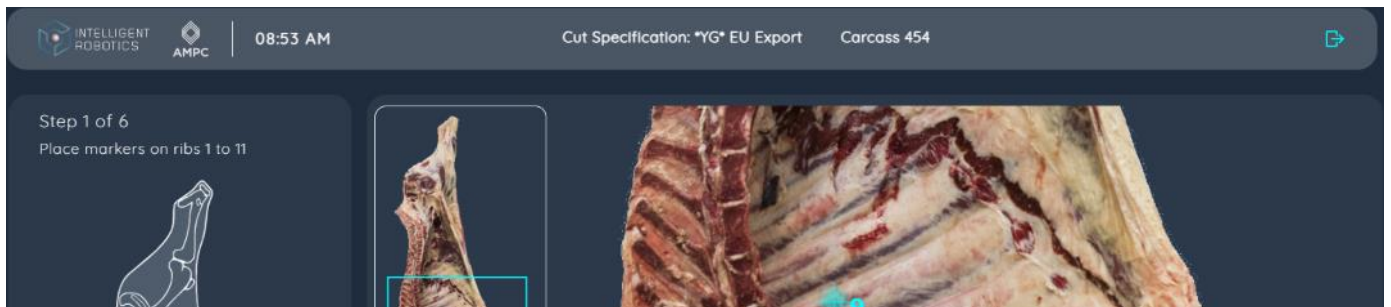 INTELLIGENT
ROBOTICS
AMPC
08:53 AM
Cut Specification: *YG* EU Export
Carcass 454
Step 1 of 6
Place markers on ribs 1 to 11